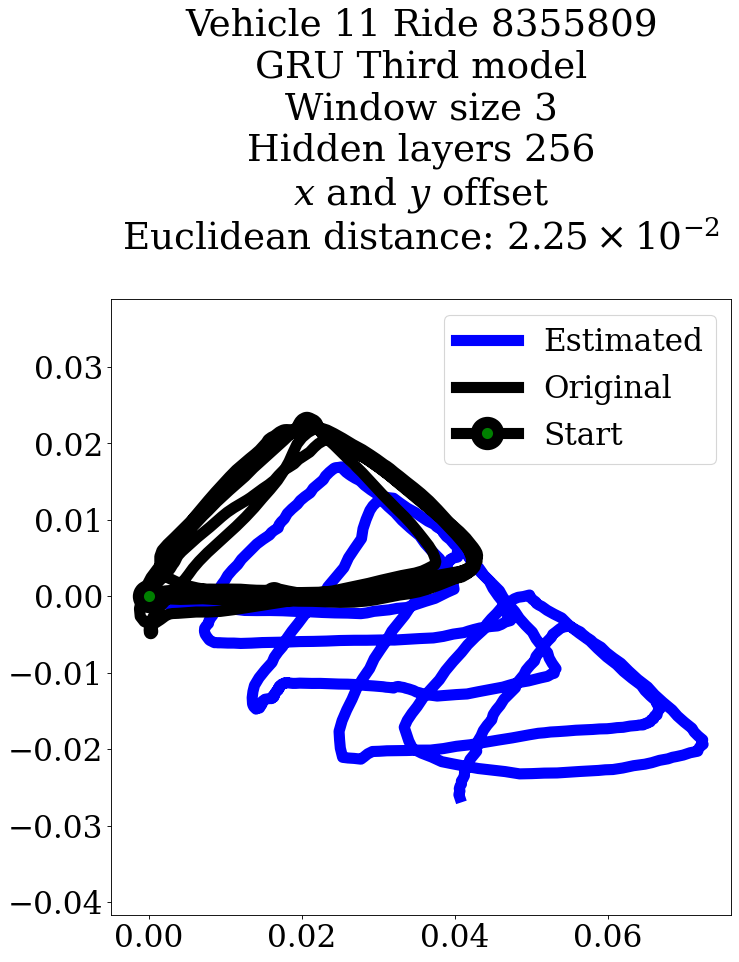 Vehicle 11 Ride 8355809
GRU Third model
Window size 3
Hidden layers 256
x and y offset
Euclidean distance: 2.25 × 10⁻²
Estimated
Original
Start
0.03
0.02
0.01
0.00
−0.01
−0.02
−0.03
−0.04
0.00 0.02 0.04 0.06